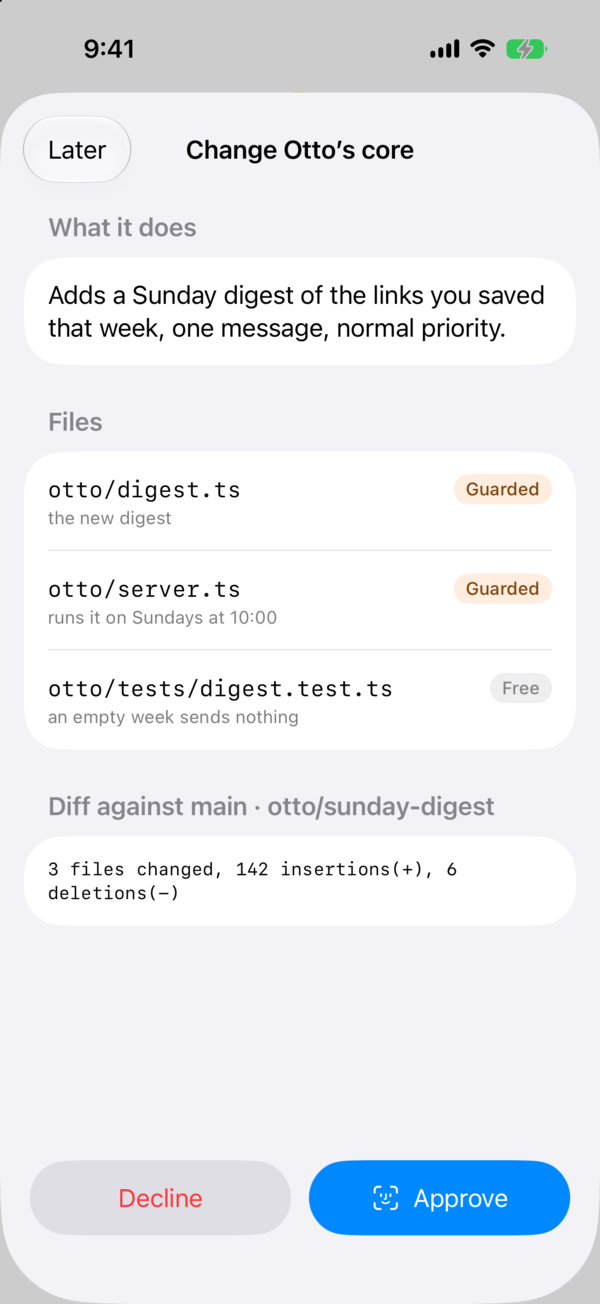 9:41
Later
Change Otto’s core
What it does
Adds a Sunday digest of the links you saved
that week, one message, normal priority.
Files
otto/digest.ts
Guarded
the new digest
otto/server.ts
Guarded
runs it on Sundays at 10:00
otto/tests/digest.test.ts
Free
an empty week sends nothing
Diff against main · otto/sunday-digest
3 files changed, 142 insertions(+), 6
deletions(−)
Decline
Approve